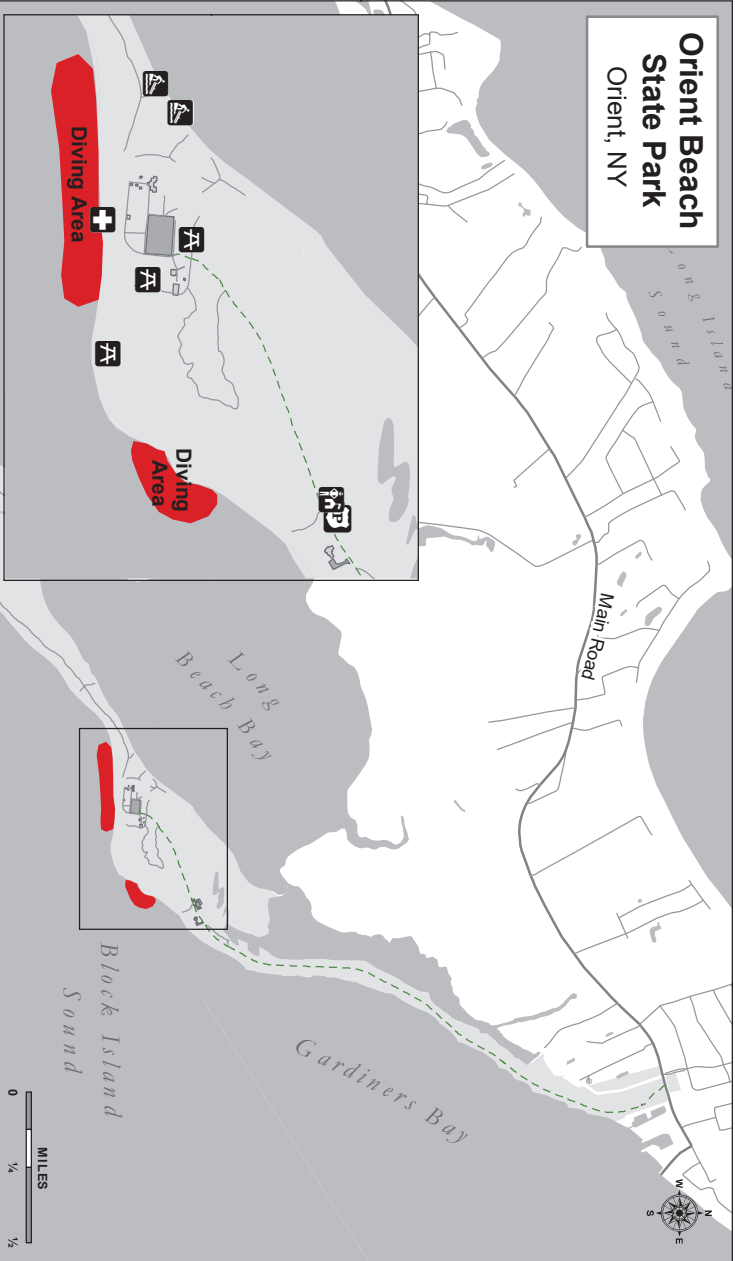 Orient Beach
State Park
Orient, NY
Long Island
Sound
Main Road
Diving Area
Diving
Area
P
Long
Beach Bay
Gardiners Bay
Block Island
Sound
N
W
E
S
MILES
0
¼
½